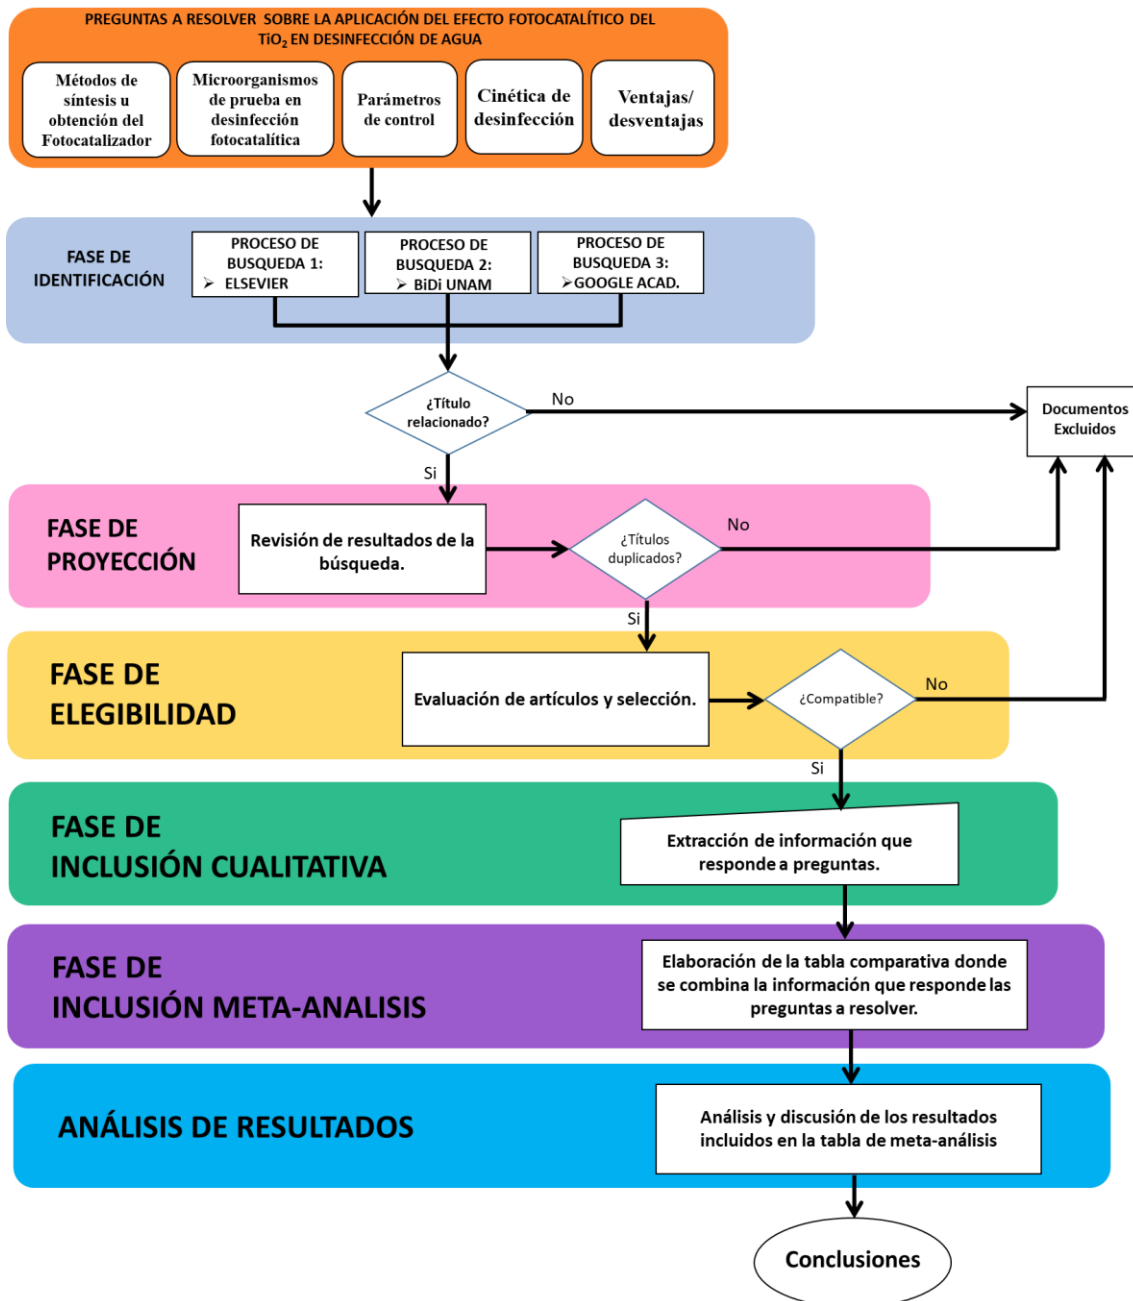 PREGUNTAS A RESOLVER SOBRE LA APLICACIÓN DEL EFECTO FOTOCATALÍTICO DEL
TiO₂ EN DESINFECCIÓN DE AGUA
Métodos de
síntesis u
obtención del
Fotocatalizador
Microorganismos
de prueba en
desinfección
fotocatalítica
Parámetros
de control
Cinética de
desinfección
Ventajas/
desventajas
FASE DE
IDENTIFICACIÓN
PROCESO DE
BUSQUEDA 1:
➢ ELSEVIER
PROCESO DE
BUSQUEDA 2:
➢ BiDi UNAM
PROCESO DE
BUSQUEDA 3:
➢GOOGLE ACAD.
¿Título
relacionado?
No
Documentos
Excluidos
Si
FASE DE
PROYECCIÓN
Revisión de resultados de la
búsqueda.
¿Títulos
duplicados?
No
Si
FASE DE
ELEGIBILIDAD
Evaluación de artículos y selección.
¿Compatible?
No
Si
FASE DE
INCLUSIÓN CUALITATIVA
Extracción de información que
responde a preguntas.
FASE DE
INCLUSIÓN META-ANALISIS
Elaboración de la tabla comparativa donde
se combina la información que responde las
preguntas a resolver.
ANÁLISIS DE RESULTADOS
Análisis y discusión de los resultados
incluidos en la tabla de meta-análisis
Conclusiones